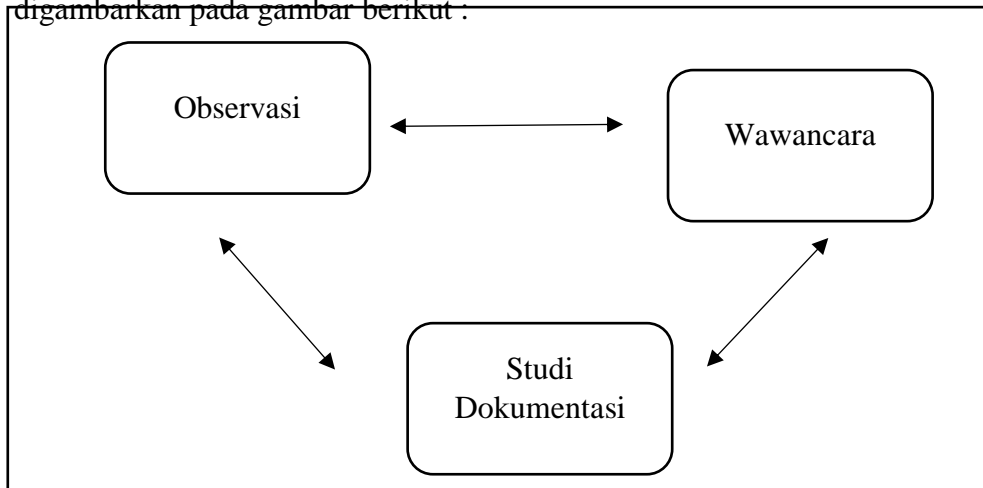 digambarkan pada gambar berikut :
Observasi
Wawancara
Studi
Dokumentasi